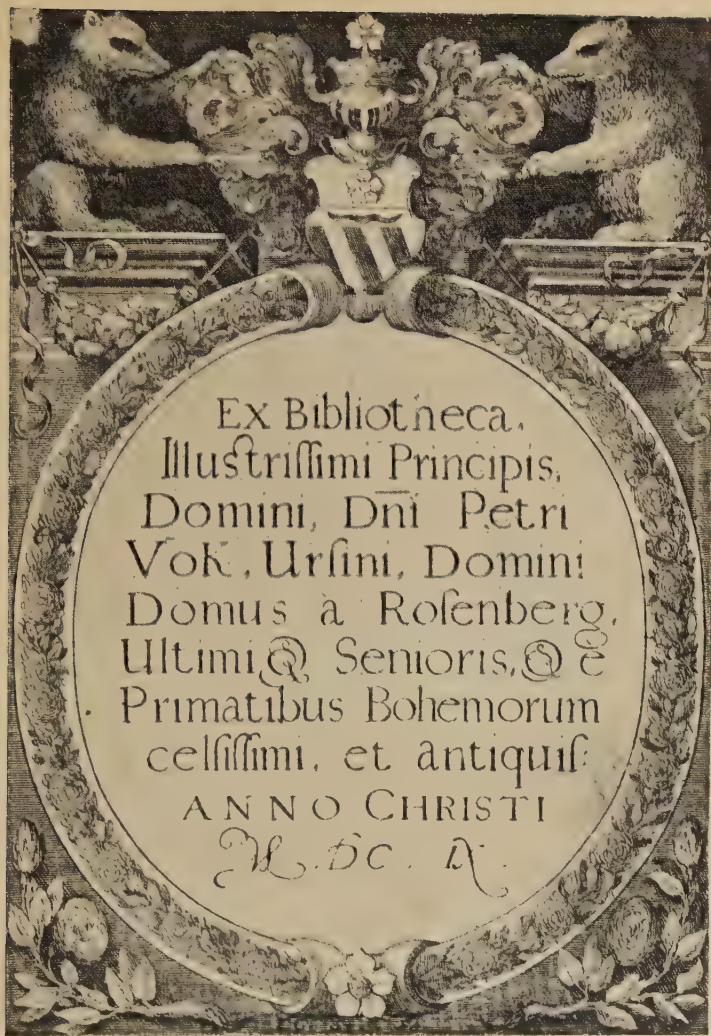 Ex Bibliotheca.
Illuſtriſſimi Principis,
Domini, Dn̄i Petri
Vok, Urſini, Domini
Domus à Roſenberg,
Ultimi & Senioris, & è
Primatibus Bohemorum
celſiſſimi, et antiquiſ:
ANNO CHRISTI
M.DC.IX.